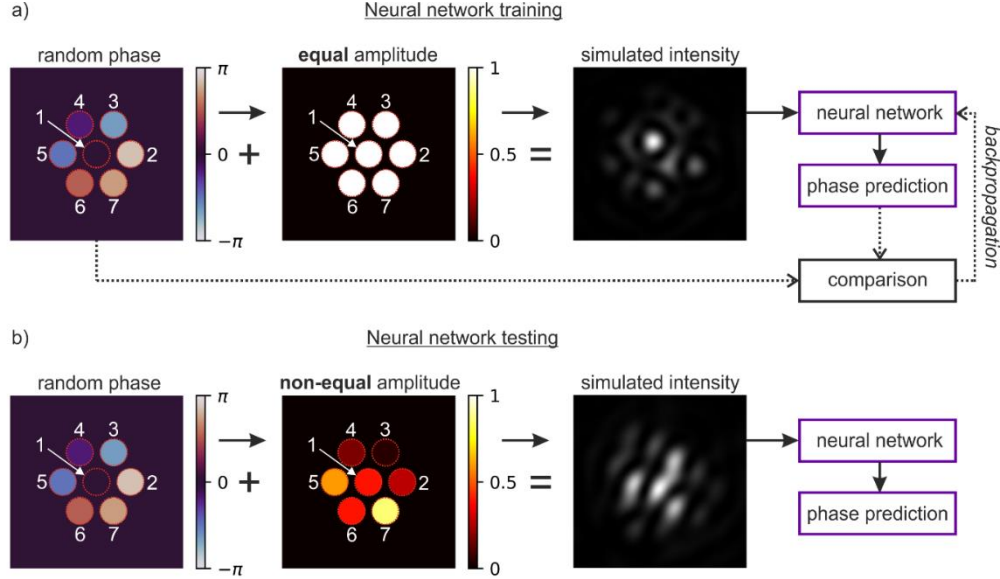 a)
Neural network training
random phase
equal amplitude
simulated intensity
π
0
−π
1
4
3
5
2
6
7
+
1
4
3
5
2
6
7
1
0.5
0
=
neural network
phase prediction
comparison
backpropagation
b)
Neural network testing
random phase
non-equal amplitude
simulated intensity
π
0
−π
1
4
3
5
2
6
7
+
1
4
3
5
2
6
7
1
0.5
0
=
neural network
phase prediction